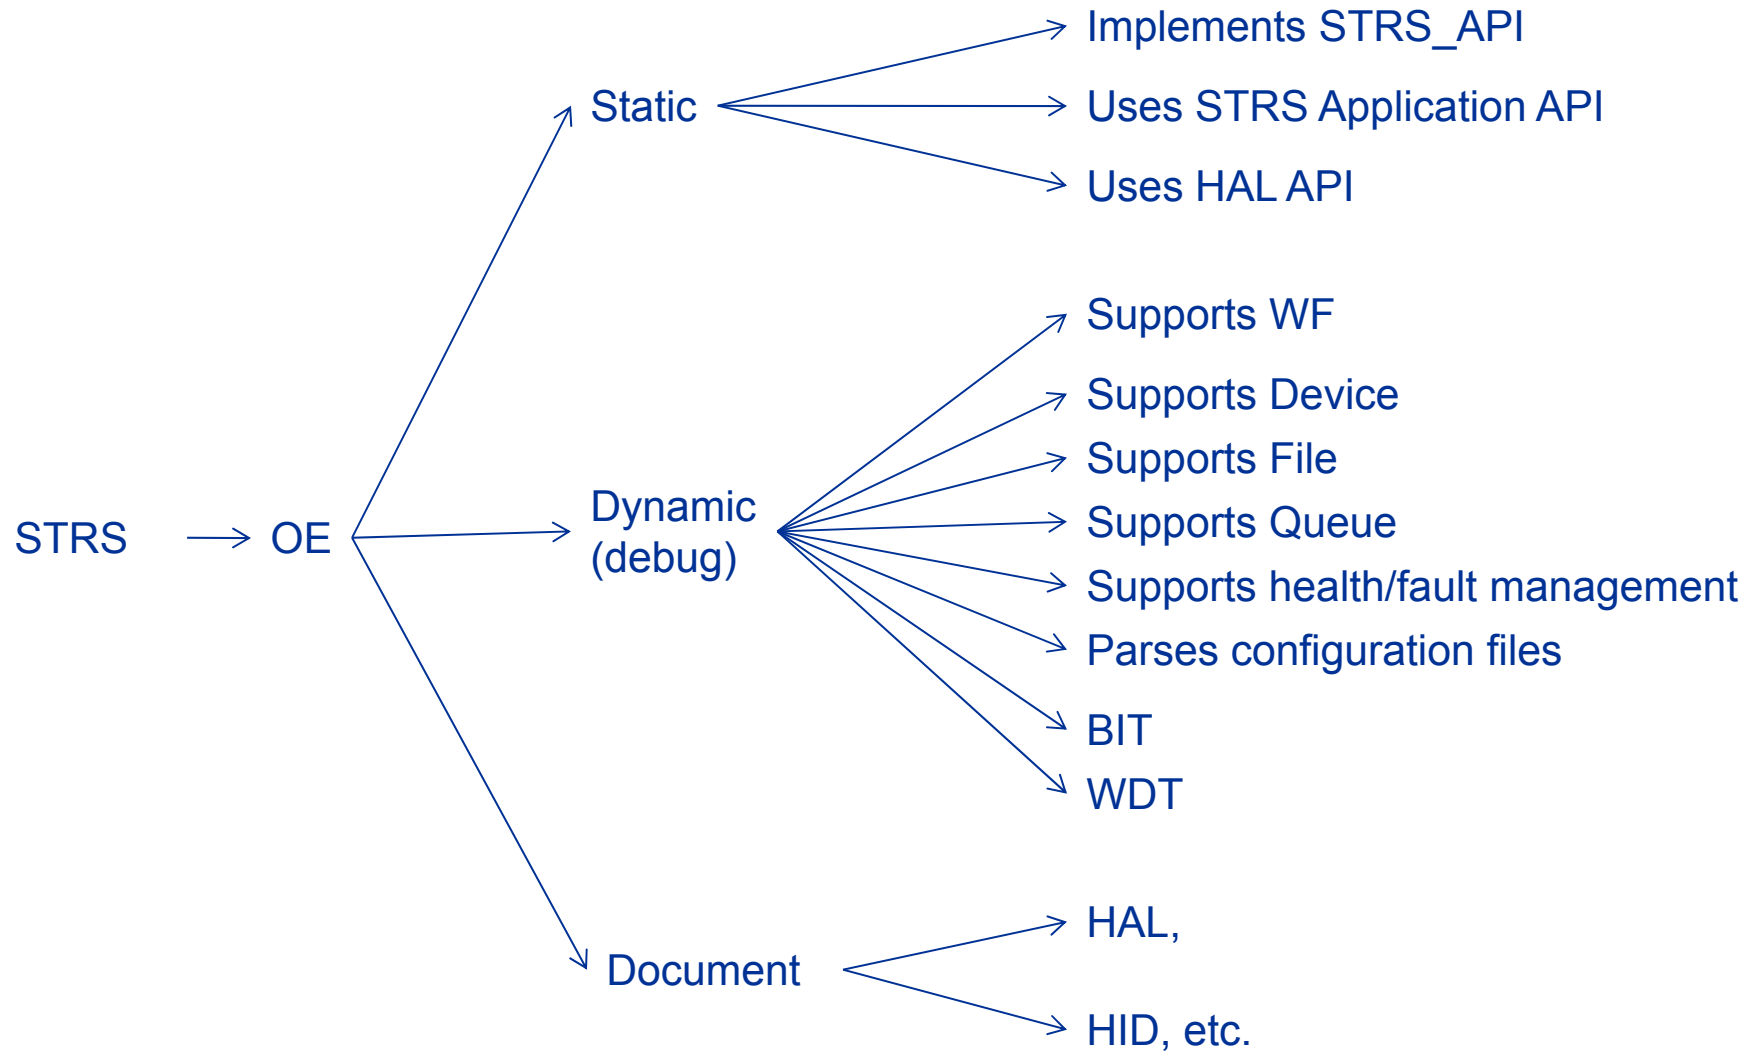 STRS
OE
Static
Implements STRS_API
Uses STRS Application API
Uses HAL API
Dynamic
(debug)
Supports WF
Supports Device
Supports File
Supports Queue
Supports health/fault management
Parses configuration files
BIT
WDT
Document
HAL,
HID, etc.